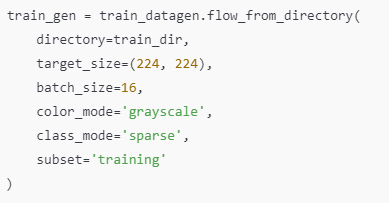 train_gen = train_datagen.flow_from_directory(
    directory=train_dir,
    target_size=(224, 224),
    batch_size=16,
    color_mode='grayscale',
    class_mode='sparse',
    subset='training'
)